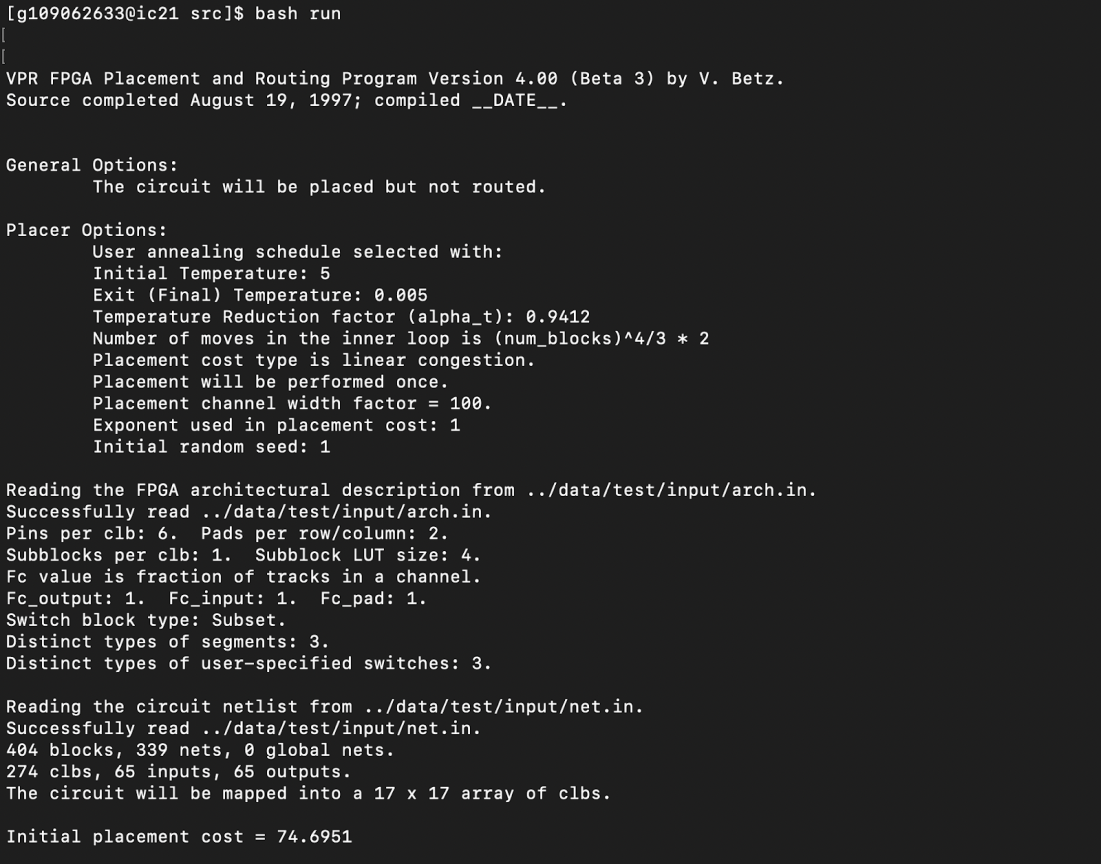 [g109062633@ic21 src]$ bash run
[
[
VPR FPGA Placement and Routing Program Version 4.00 (Beta 3) by V. Betz.
Source completed August 19, 1997; compiled __DATE__.
General Options:
The circuit will be placed but not routed.
Placer Options:
User annealing schedule selected with:
Initial Temperature: 5
Exit (Final) Temperature: 0.005
Temperature Reduction factor (alpha_t): 0.9412
Number of moves in the inner loop is (num_blocks)^4/3 * 2
Placement cost type is linear congestion.
Placement will be performed once.
Placement channel width factor = 100.
Exponent used in placement cost: 1
Initial random seed: 1
Reading the FPGA architectural description from ../data/test/input/arch.in.
Successfully read ../data/test/input/arch.in.
Pins per clb: 6.  Pads per row/column: 2.
Subblocks per clb: 1.  Subblock LUT size: 4.
Fc value is fraction of tracks in a channel.
Fc_output: 1.  Fc_input: 1.  Fc_pad: 1.
Switch block type: Subset.
Distinct types of segments: 3.
Distinct types of user-specified switches: 3.
Reading the circuit netlist from ../data/test/input/net.in.
Successfully read ../data/test/input/net.in.
404 blocks, 339 nets, 0 global nets.
274 clbs, 65 inputs, 65 outputs.
The circuit will be mapped into a 17 x 17 array of clbs.
Initial placement cost = 74.6951